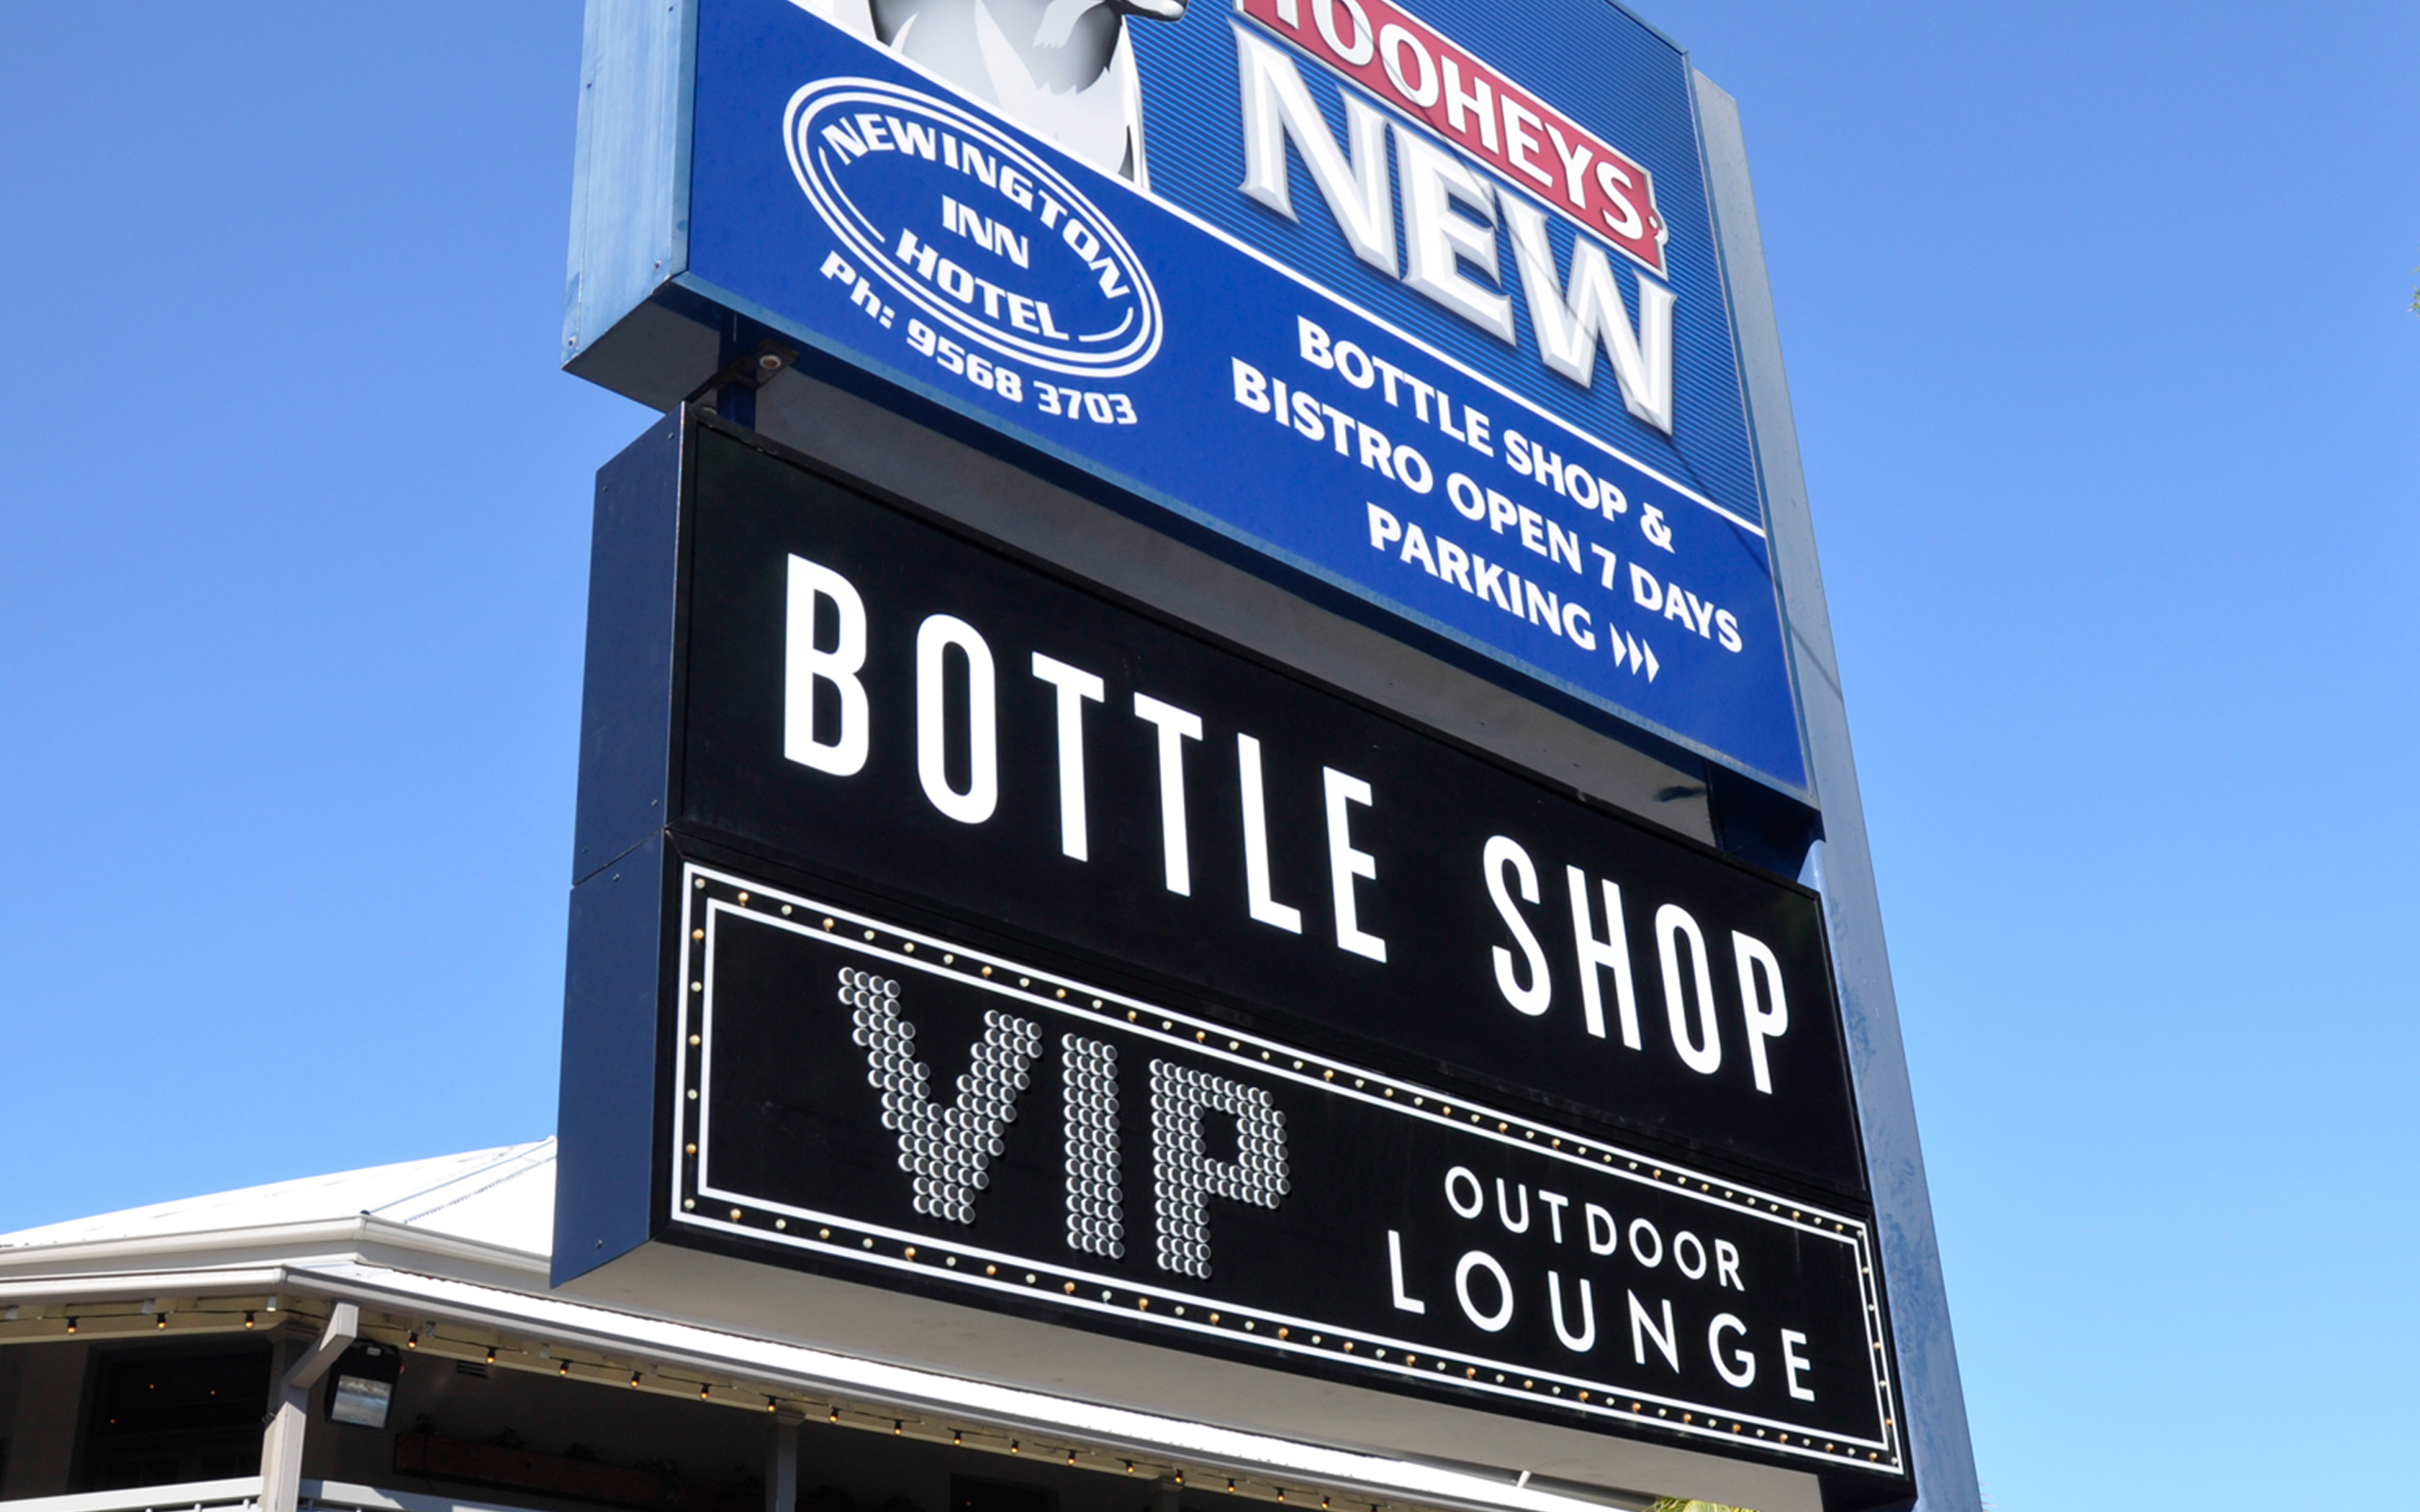 TOOHEYS
NEW
NEWINGTON
INN
HOTEL
Ph: 9568 3703
BOTTLE SHOP &
BISTRO OPEN 7 DAYS
PARKING
BOTTLE SHOP
VIP
OUTDOOR
LOUNGE